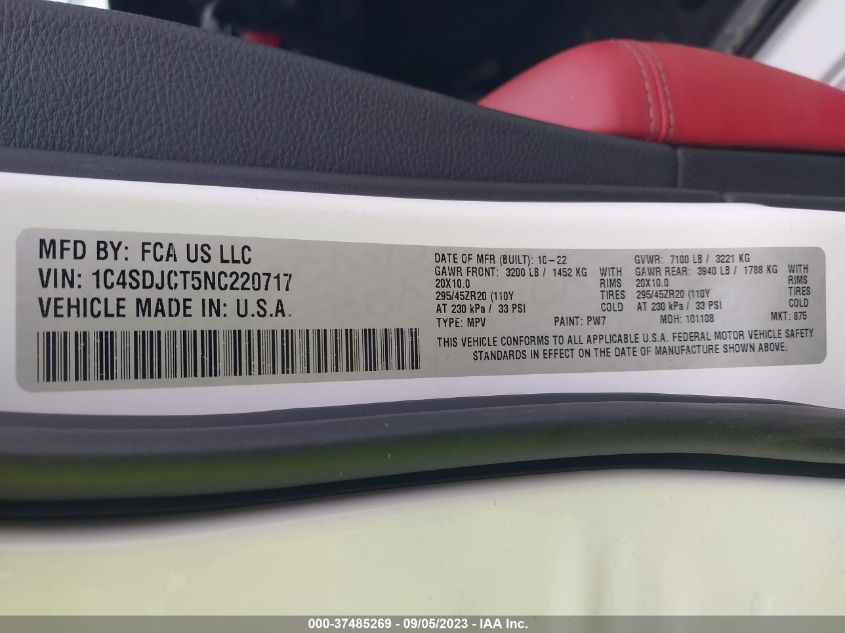 MFD BY: FCA US LLC
VIN: 1C4SDJCT5NC220717
VEHICLE MADE IN: U.S.A.
DATE OF MFR (BUILT): 10-22
GAWR FRONT: 3200 LB / 1452 KG WITH
20X10.0 RIMS
295/45ZR20 (110Y TIRES
AT 230 kPa / 33 PSI COLD
TYPE: MPV PAINT: PW7
GVWR: 7100 LB / 3221 KG
GAWR REAR: 3940 LB / 1788 KG WITH
20X10.0 RIMS
295/45ZR20 (110Y TIRES
AT 230 kPa / 33 PSI COLD
MDH: 101108 MKT: 875
THIS VEHICLE CONFORMS TO ALL APPLICABLE U.S.A. FEDERAL MOTOR VEHICLE SAFETY
STANDARDS IN EFFECT ON THE DATE OF MANUFACTURE SHOWN ABOVE.
000-37485269 - 09/05/2023 - IAA Inc.